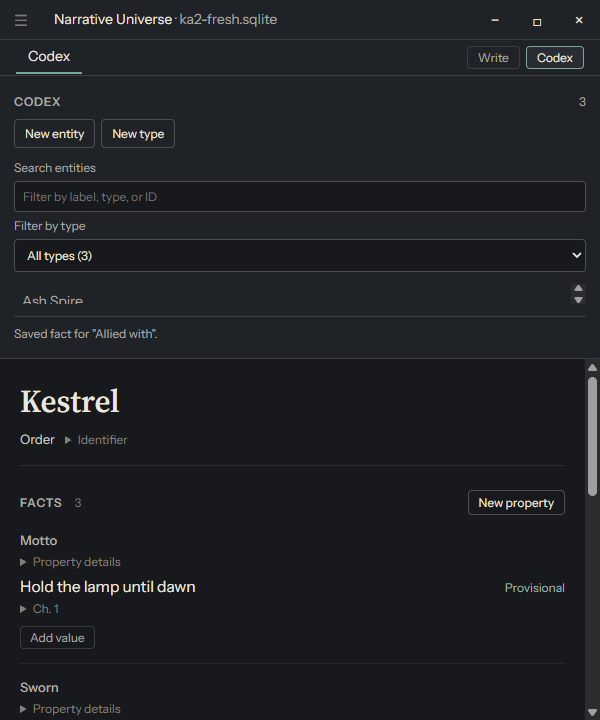 Narrative Universe · ka2-fresh.sqlite
Codex
Write
Codex
CODEX
3
New entity
New type
Search entities
Filter by label, type, or ID
Filter by type
All types (3)
Ash Spire
Saved fact for "Allied with".
Kestrel
Order
Identifier
FACTS 3
New property
Motto
Property details
Hold the lamp until dawn
Provisional
Ch. 1
Add value
Sworn
Property details